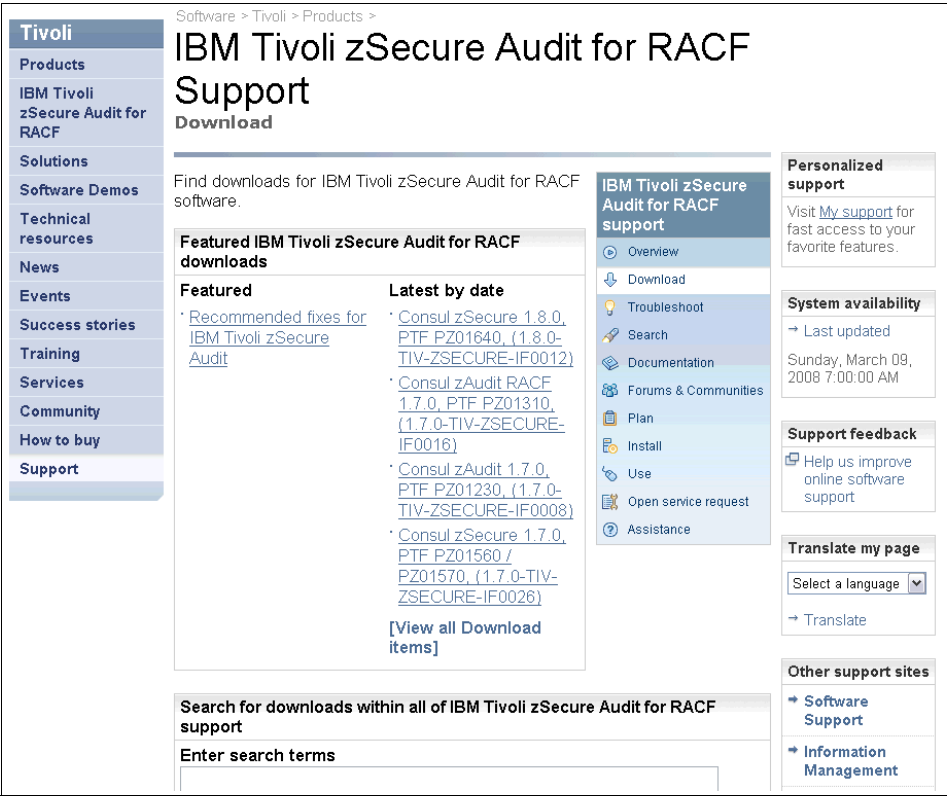 Software > Tivoli > Products >
IBM Tivoli zSecure Audit for RACF
Support
Download
Tivoli
Products
IBM Tivoli
zSecure Audit for
RACF
Solutions
Software Demos
Technical
resources
News
Events
Success stories
Training
Services
Community
How to buy
Support
Find downloads for IBM Tivoli zSecure Audit for RACF
software.
Featured IBM Tivoli zSecure Audit for RACF
downloads
Featured
Recommended fixes for
IBM Tivoli zSecure
Audit
Latest by date
Consul zSecure 1.8.0,
PTF PZ01640, (1.8.0-
TIV-ZSECURE-IF0012)
Consul zAudit RACF
1.7.0, PTF PZ01310,
(1.7.0-TIV-ZSECURE-
IF0016)
Consul zAudit 1.7.0,
PTF PZ01230, (1.7.0-
TIV-ZSECURE-IF0008)
Consul zSecure 1.7.0,
PTF PZ01560 /
PZ01570, (1.7.0-TIV-
ZSECURE-IF0026)
[View all Download
items]
Search for downloads within all of IBM Tivoli zSecure Audit for RACF
support
Enter search terms
IBM Tivoli zSecure
Audit for RACF
support
Overview
Download
Troubleshoot
Search
Documentation
Forums & Communities
Plan
Install
Use
Open service request
Assistance
Personalized
support
Visit My support for
fast access to your
favorite features.
System availability
→ Last updated
Sunday, March 09,
2008 7:00:00 AM
Support feedback
Help us improve
online software
support
Translate my page
Select a language
→ Translate
Other support sites
→ Software
Support
→ Information
Management